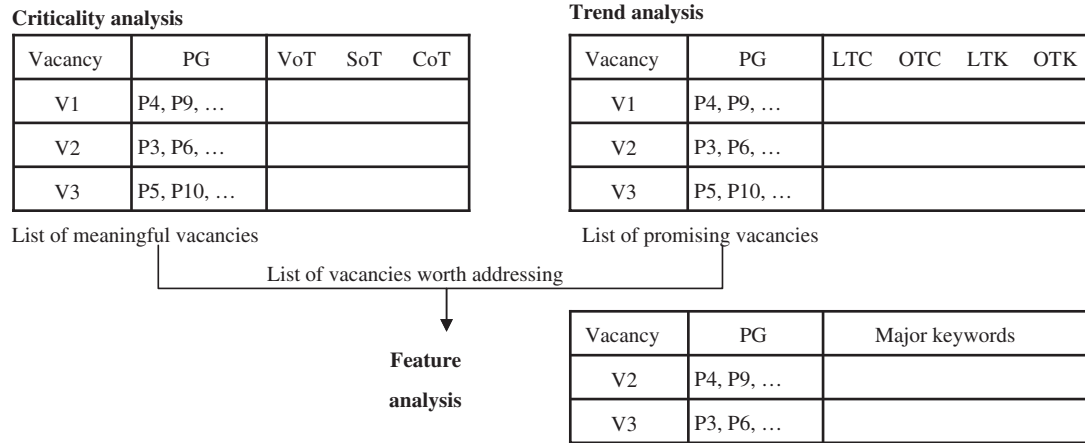 Criticality analysis
Vacancy PG VoT SoT CoT
V1 P4, P9, …
V2 P3, P6, …
V3 P5, P10, …
List of meaningful vacancies
Trend analysis
Vacancy PG LTC OTC LTK OTK
V1 P4, P9, …
V2 P3, P6, …
V3 P5, P10, …
List of promising vacancies
List of vacancies worth addressing
Feature
analysis
Vacancy PG Major keywords
V2 P4, P9, …
V3 P3, P6, …